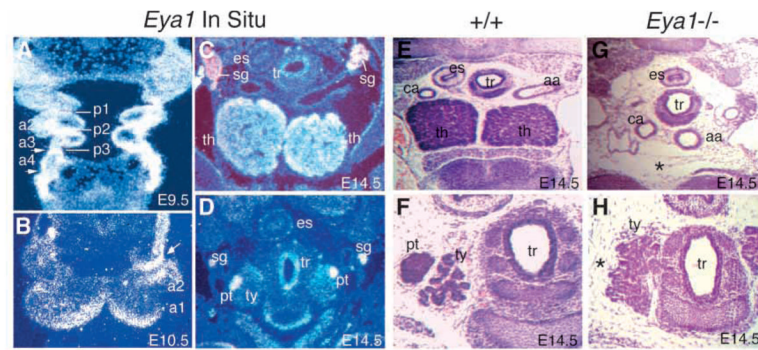 Eya1 In Situ
+/+
Eya1-/-
A
p1
a2
p2
a3
p3
a4
E9.5
B
a2
a1
E10.5
C
es
sg
sg
tr
th
th
E14.5
D
es
sg
sg
tr
pt
ty
pt
E14.5
E
es
tr
aa
ca
th
th
E14.5
F
pt
ty
tr
E14.5
G
es
tr
ca
aa
*
E14.5
H
ty
*
tr
E14.5